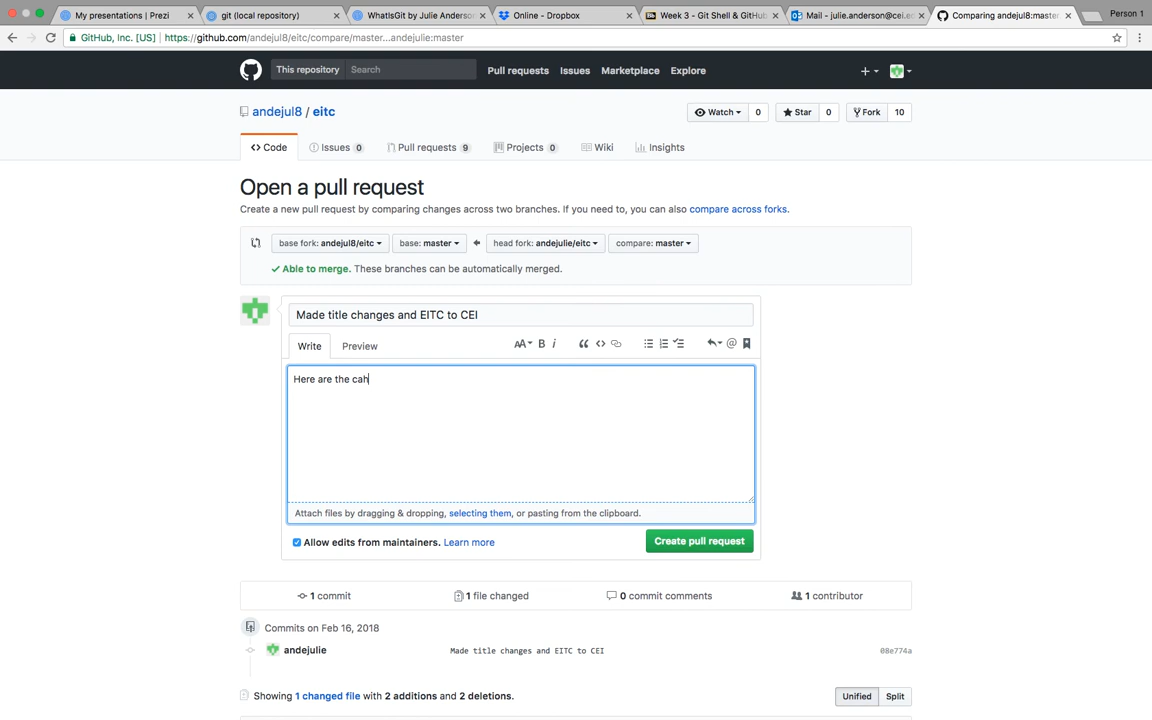 My presentations | Prezi
git (local repository)
WhatIsGit by Julie Anderson
Online - Dropbox
Week 3 - Git Shell & GitHub
Mail - julie.anderson@cei.e
Comparing andejul8:master.
Person 1
GitHub, Inc. [US] | https://github.com/andejul8/eitc/compare/master...andejulie:master
This repository Search Pull requests Issues Marketplace Explore
andejul8 / eitc
Watch 0 Star 0 Fork 10
Code Issues 0 Pull requests 9 Projects 0 Wiki Insights
Open a pull request
Create a new pull request by comparing changes across two branches. If you need to, you can also compare across forks.
base fork: andejul8/eitc base: master head fork: andejulie/eitc compare: master
Able to merge. These branches can be automatically merged.
Made title changes and EITC to CEI
Write Preview AA B i @
Here are the cah
Attach files by dragging & dropping, selecting them, or pasting from the clipboard.
Allow edits from maintainers. Learn more Create pull request
1 commit 1 file changed 0 commit comments 1 contributor
Commits on Feb 16, 2018
andejulie Made title changes and EITC to CEI 08e774a
Showing 1 changed file with 2 additions and 2 deletions. Unified Split